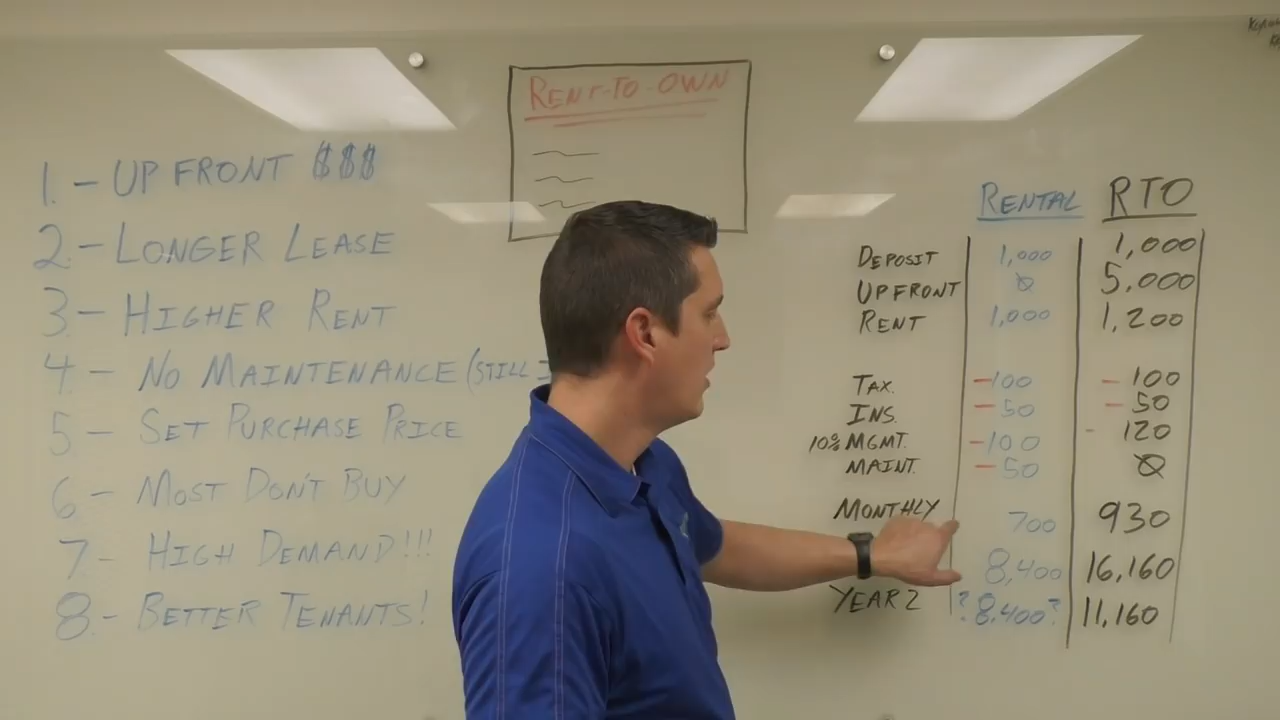 RENT-TO-OWN
1. - UP FRONT $$$
2 - LONGER LEASE
3. - HIGHER RENT
4. - NO MAINTENANCE (STILL
5 - SET PURCHASE PRICE
6 - MOST DON'T BUY
7. - HIGH DEMAND!!!
8. - BETTER TENANTS!
RENTAL RTO
DEPOSIT 1,000 1,000
UPFRONT Ø 5,000
RENT 1,000 1,200
TAX. -100 -100
INS. -50 -50
10% MGMT. -100 -120
MAINT. -50 Ø
MONTHLY 700 930
8,400 16,160
YEAR 2 ?8,400? 11,160